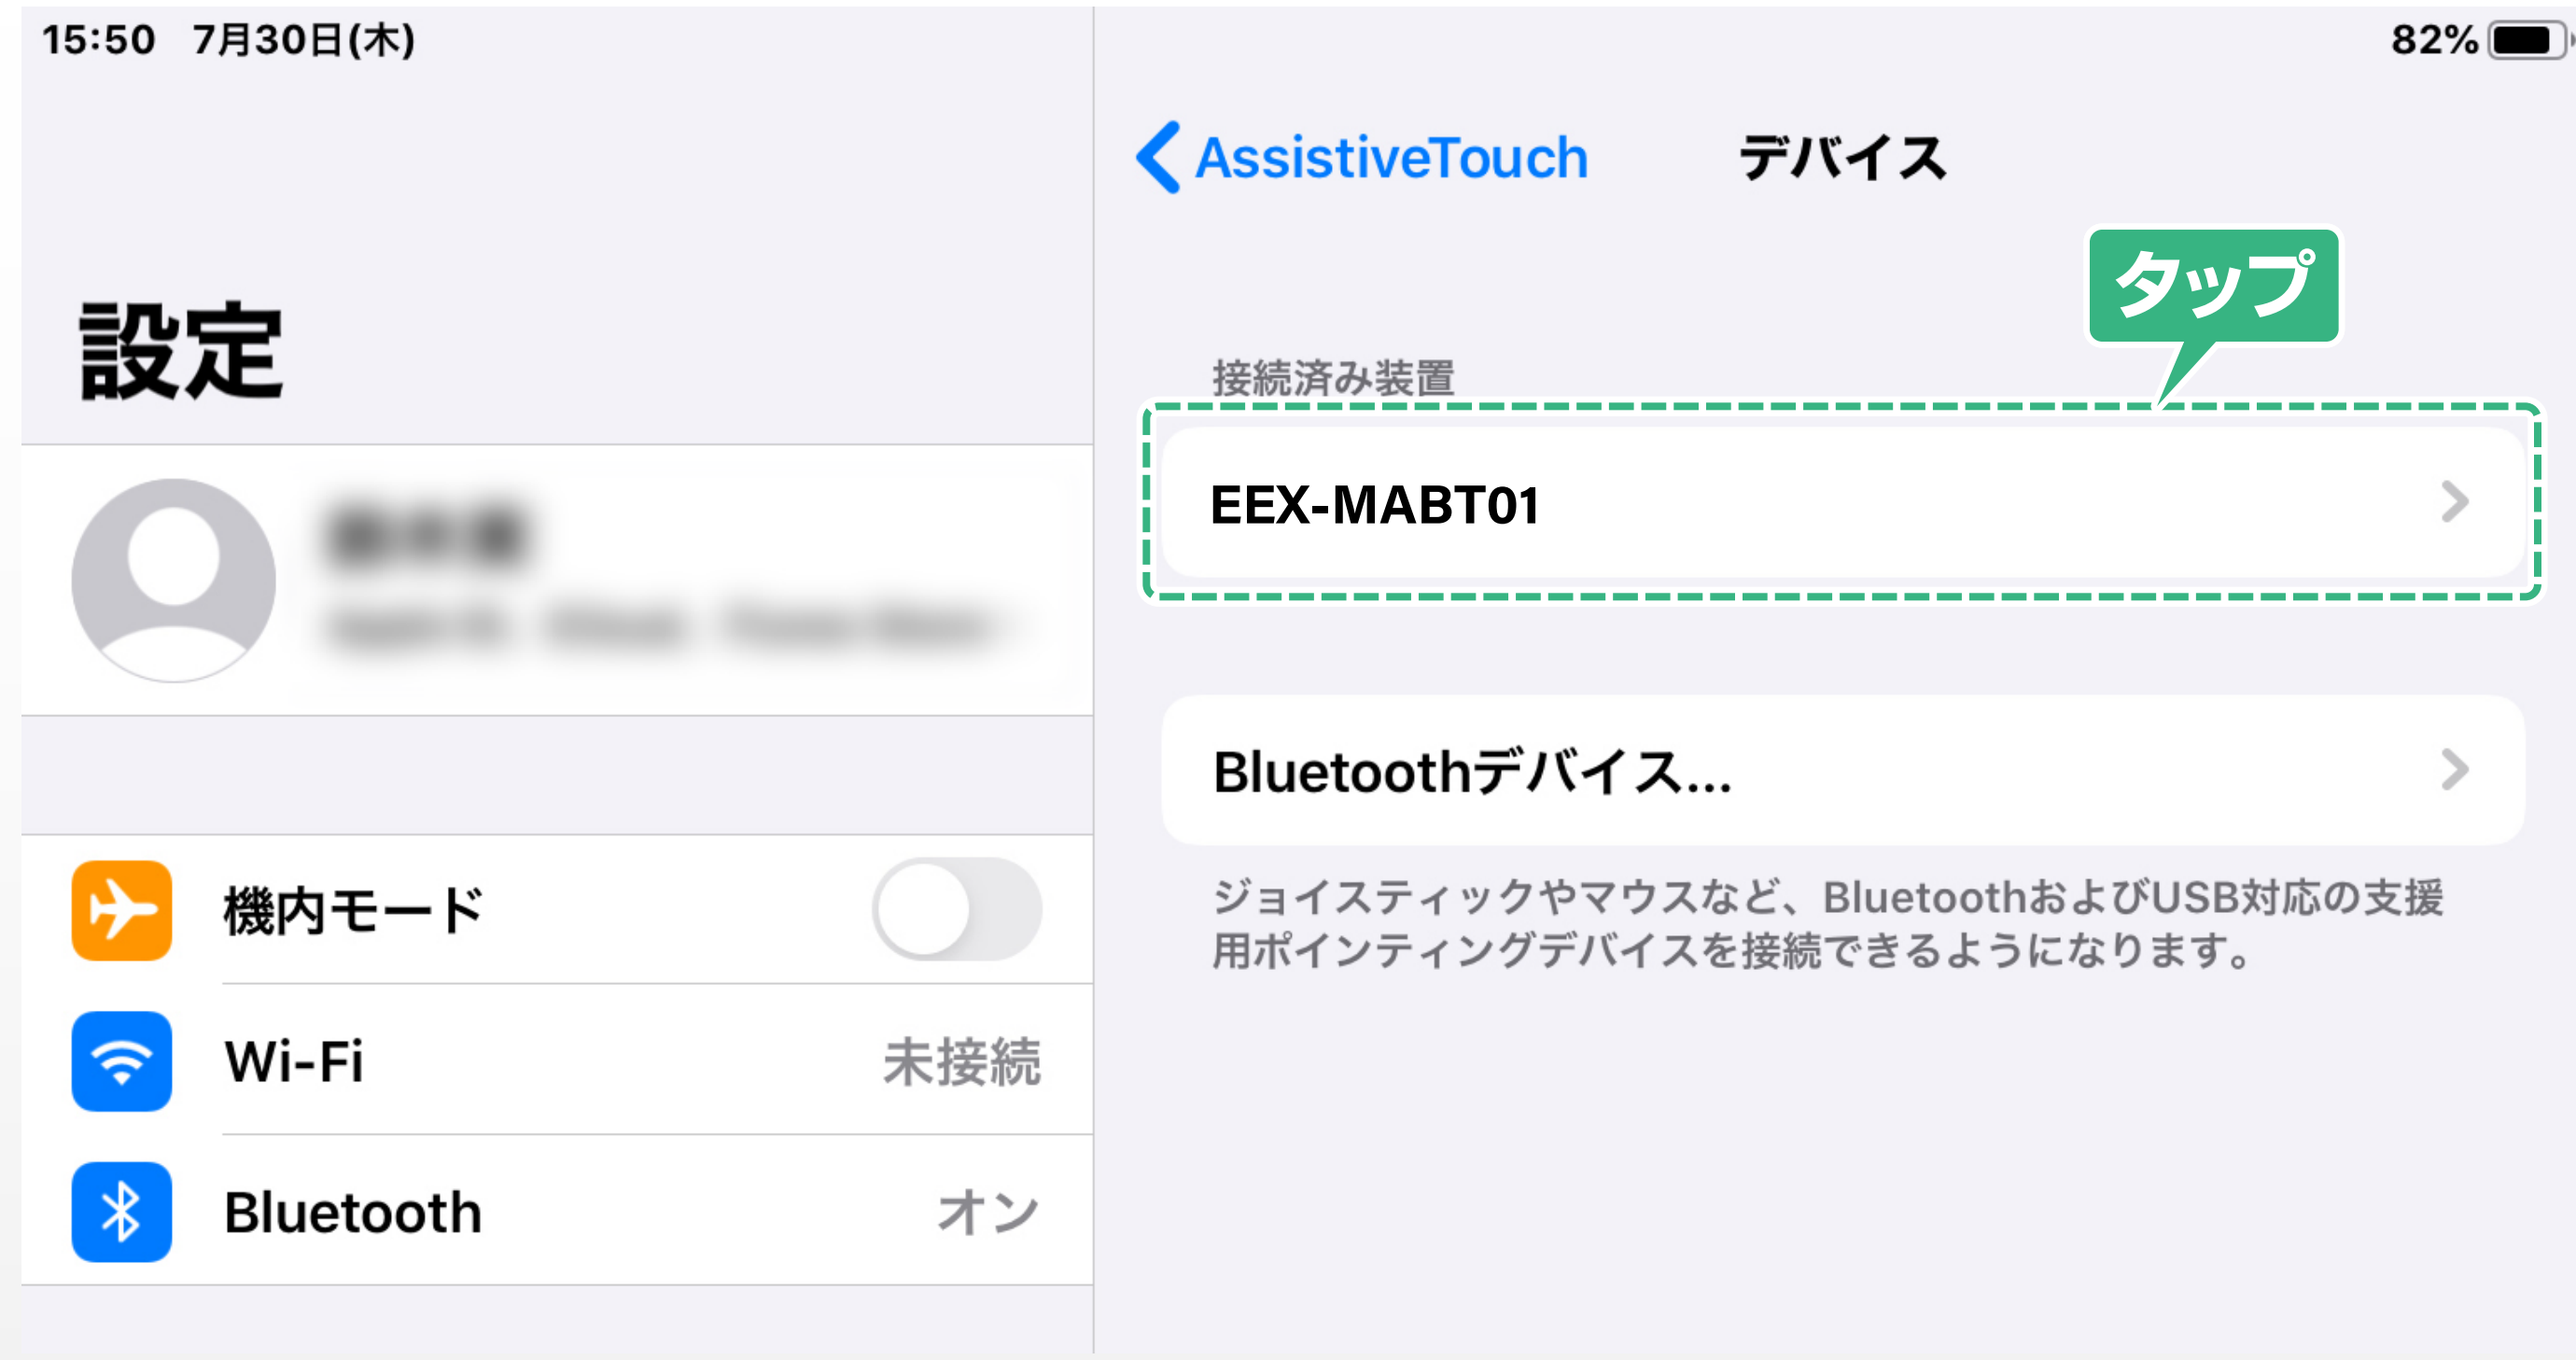 15:50 7月30日(木)
82%
設定
機内モード
Wi-Fi 未接続
Bluetooth オン
AssistiveTouch デバイス
タップ
接続済み装置
EEX-MABT01
Bluetoothデバイス...
ジョイスティックやマウスなど、BluetoothおよびUSB対応の支援
用ポインティングデバイスを接続できるようになります。